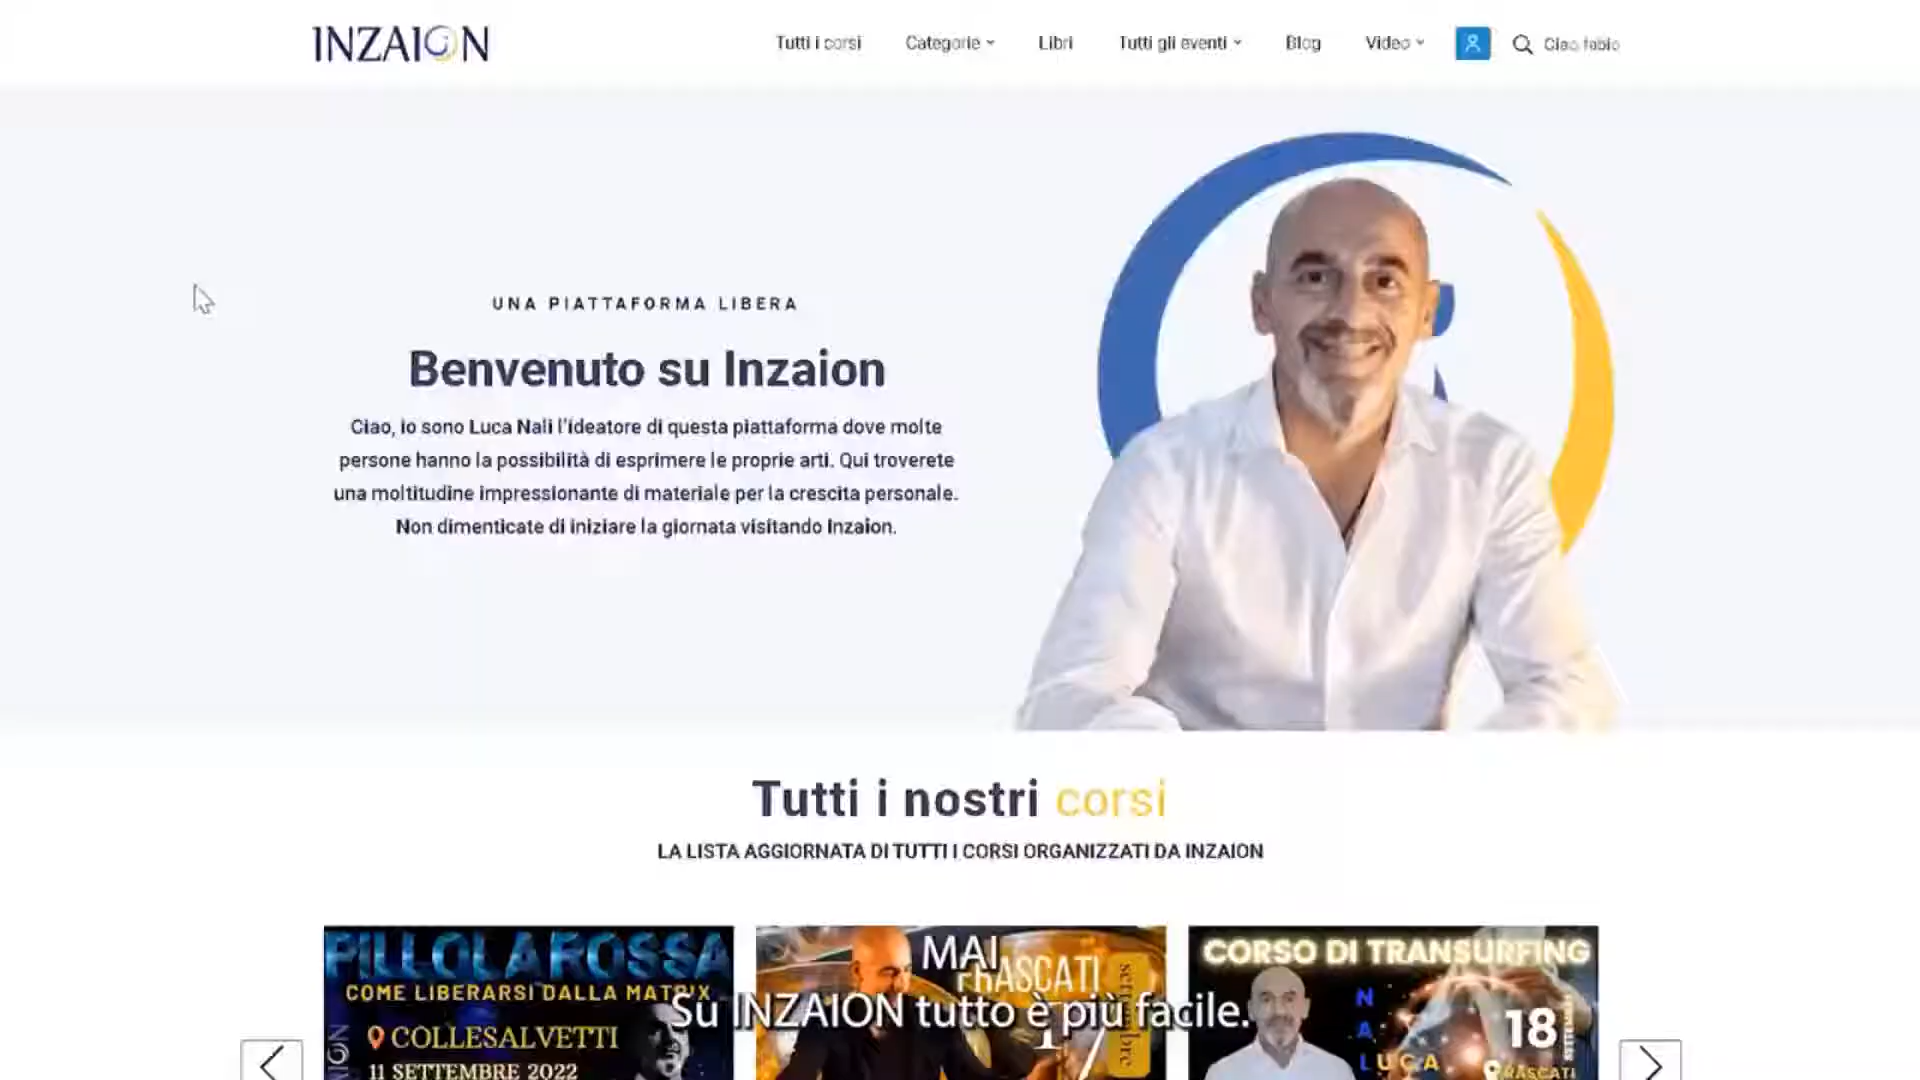 INZAION
Tutti i corsi
Categorie
Libri
Tutti gli eventi
Blog
Video
Ciao fabio
UNA PIATTAFORMA LIBERA
Benvenuto su Inzaion
Ciao, io sono Luca Nali l'ideatore di questa piattaforma dove molte
persone hanno la possibilità di esprimere le proprie arti. Qui troverete
una moltitudine impressionante di materiale per la crescita personale.
Non dimenticate di iniziare la giornata visitando Inzaion.
Tutti i nostri corsi
LA LISTA AGGIORNATA DI TUTTI I CORSI ORGANIZZATI DA INZAION
PILLOLA ROSSA
COME LIBERARSI DALLA MATRIX
COLLESALVETTI
11 SETTEMBRE 2022
MAI
FRASCATI
settembre
17
CORSO DI TRANSURFING
NA
LUCA
18
SETTEMBRE
FRASCATI
Su INZAION tutto è più facile.